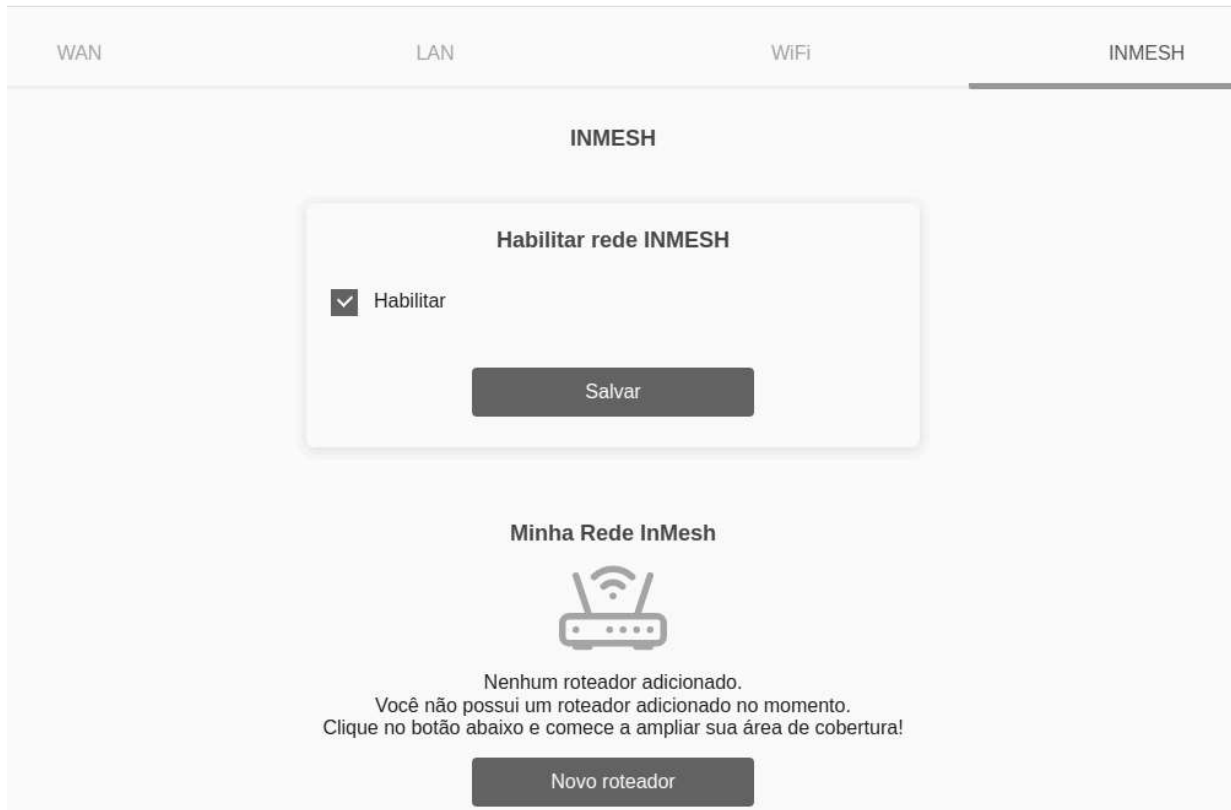 WAN
LAN
WiFi
INMESH
INMESH
Habilitar rede INMESH
Habilitar
Salvar
Minha Rede InMesh
Nenhum roteador adicionado.
Você não possui um roteador adicionado no momento.
Clique no botão abaixo e comece a ampliar sua área de cobertura!
Novo roteador